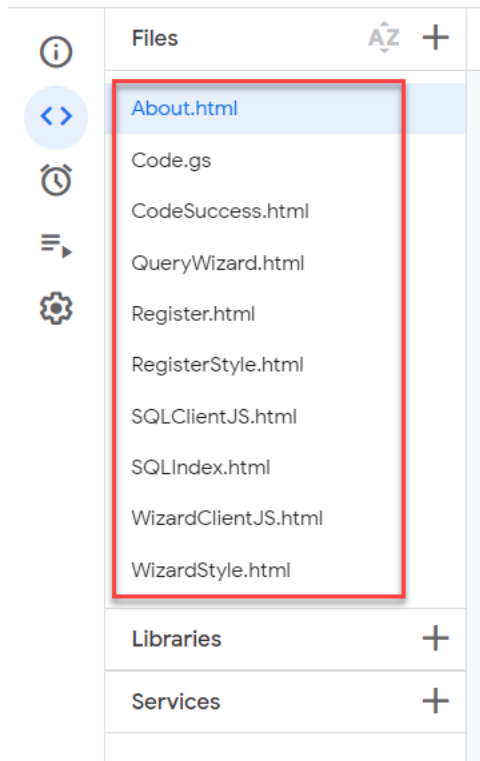 Files
About.html
Code.gs
CodeSuccess.html
QueryWizard.html
Register.html
RegisterStyle.html
SQLClientJS.html
SQLIndex.html
WizardClientJS.html
WizardStyle.html
Libraries
Services